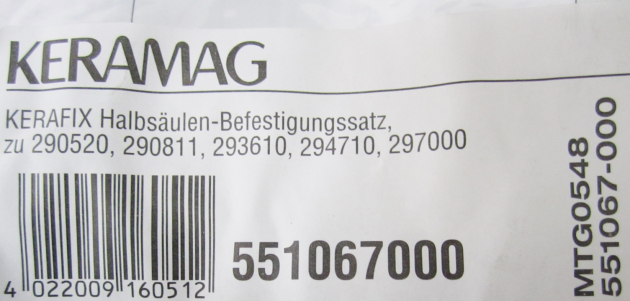 KERAMAG
KERAFIX Halbsäulen-Befestigungssatz,
zu 290520, 290811, 293610, 294710, 297000
551067000
4 022009 160512
MTG0548
551067-000